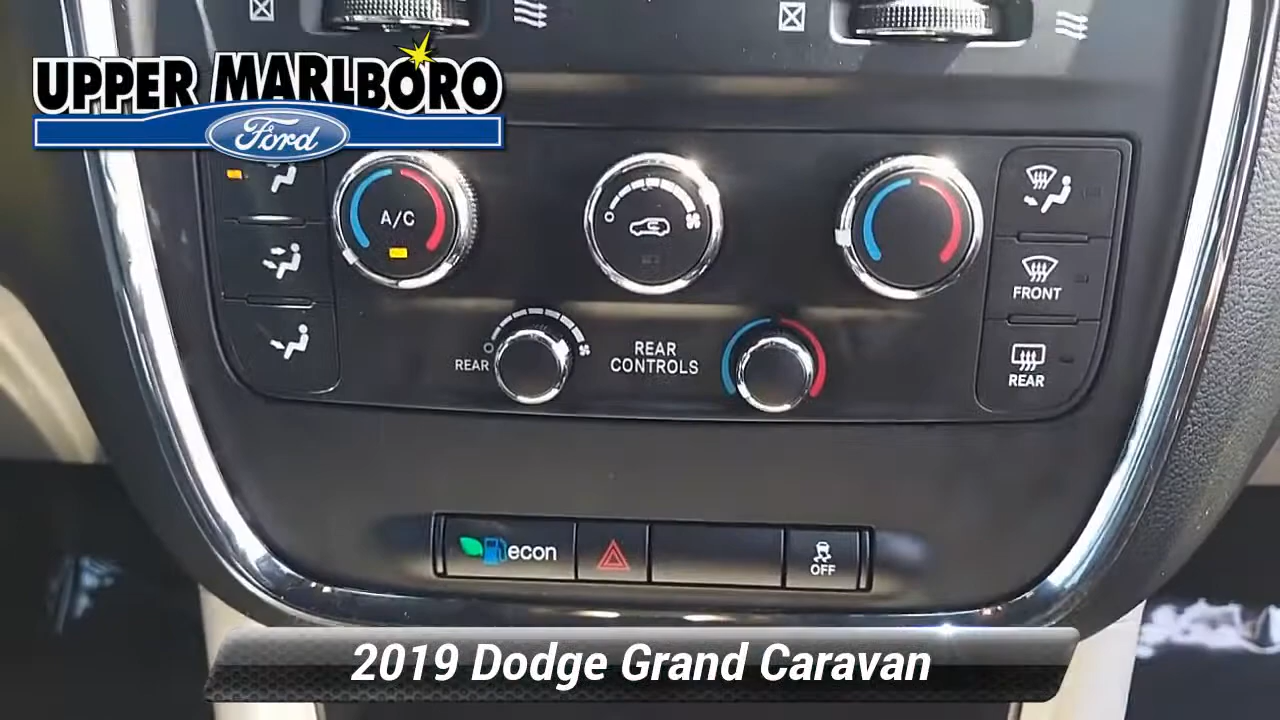 UPPER MARLBORO
Ford
A/C
FRONT
REAR
REAR
CONTROLS
REAR
econ
OFF
2019 Dodge Grand Caravan